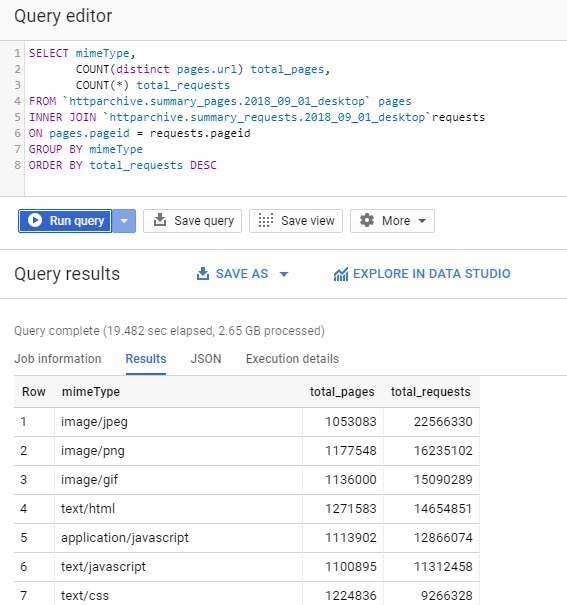 Query editor
1 SELECT mimeType,
2 COUNT(distinct pages.url) total_pages,
3 COUNT(*) total_requests
4 FROM `httparchive.summary_pages.2018_09_01_desktop` pages
5 INNER JOIN `httparchive.summary_requests.2018_09_01_desktop`requests
6 ON pages.pageid = requests.pageid
7 GROUP BY mimeType
8 ORDER BY total_requests DESC
Run query Save query Save view More
Query results SAVE AS EXPLORE IN DATA STUDIO
Query complete (19.482 sec elapsed, 2.65 GB processed)
Job information Results JSON Execution details
Row mimeType total_pages total_requests
1 image/jpeg 1053083 22566330
2 image/png 1177548 16235102
3 image/gif 1136000 15090289
4 text/html 1271583 14654851
5 application/javascript 1113902 12866074
6 text/javascript 1100895 11312458
7 text/css 1224836 9266328